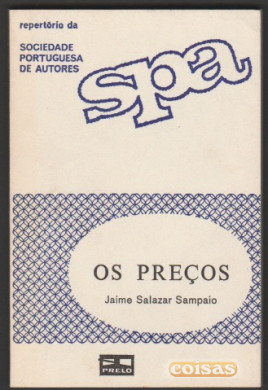 repertório da
SOCIEDADE
PORTUGUESA
DE AUTORES
spa
OS PREÇOS
Jaime Salazar Sampaio
PRELO
coisas